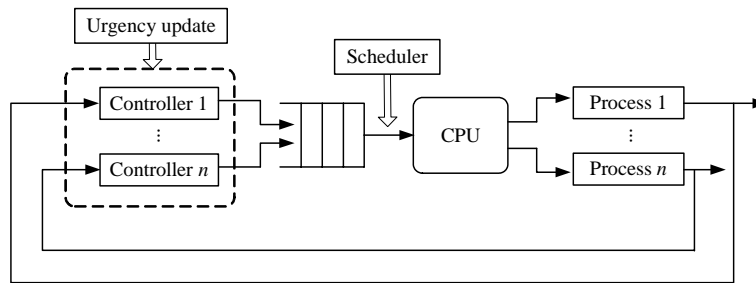 Urgency update
Scheduler
Controller 1
⋮
Controller n
CPU
Process 1
⋮
Process n